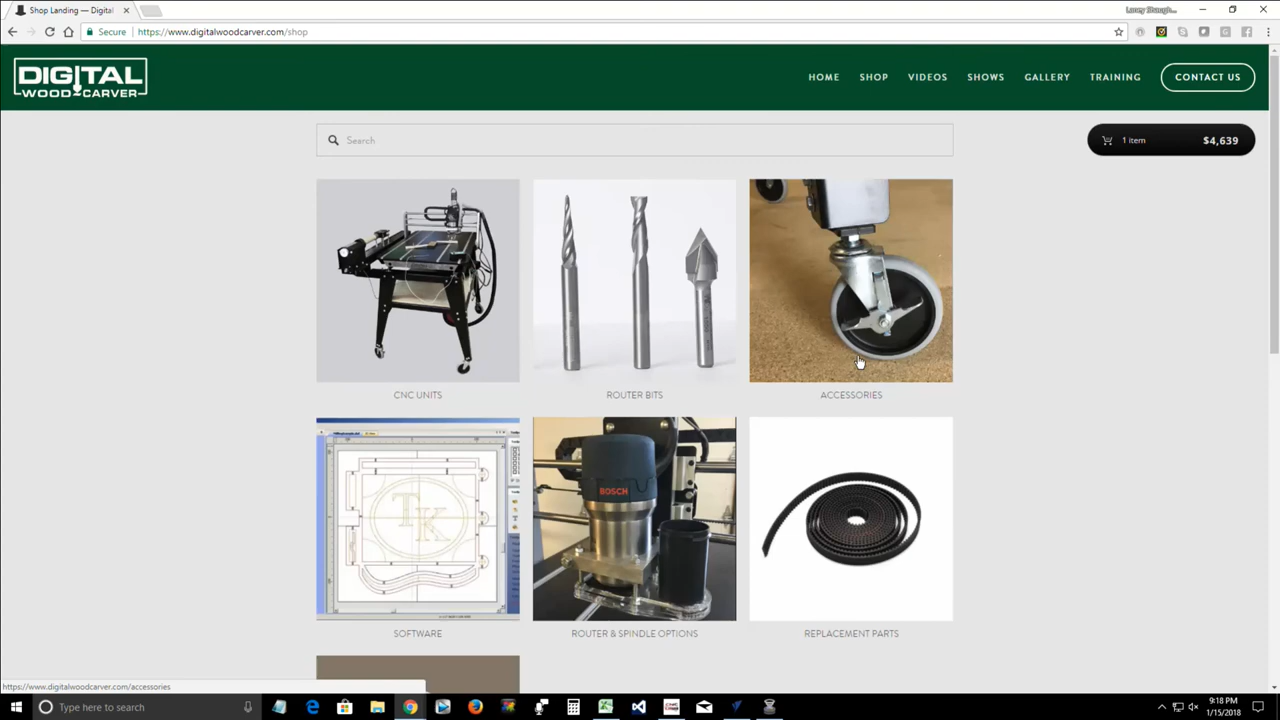 Shop Landing — Digital
Secure
https://www.digitalwoodcarver.com/shop
DIGITAL
WOOD CARVER
HOME
SHOP
VIDEOS
SHOWS
GALLERY
TRAINING
CONTACT US
Search
1 item
$4,639
CNC UNITS
ROUTER BITS
ACCESSORIES
BOSCH
TK
SOFTWARE
ROUTER & SPINDLE OPTIONS
REPLACEMENT PARTS
https://www.digitalwoodcarver.com/accessories
Type here to search
9:18 PM
1/15/2018